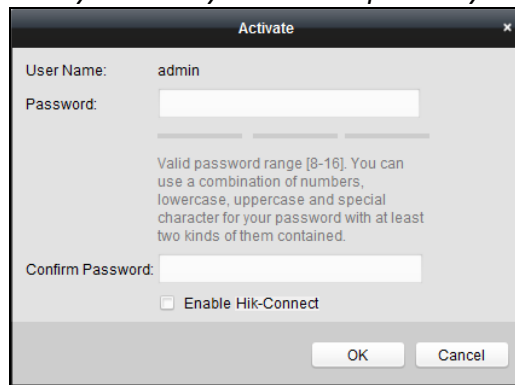 Activate ×
User Name: admin
Password:
Valid password range [8-16]. You can
use a combination of numbers,
lowercase, uppercase and special
character for your password with at least
two kinds of them contained.
Confirm Password:
Enable Hik-Connect
OK Cancel